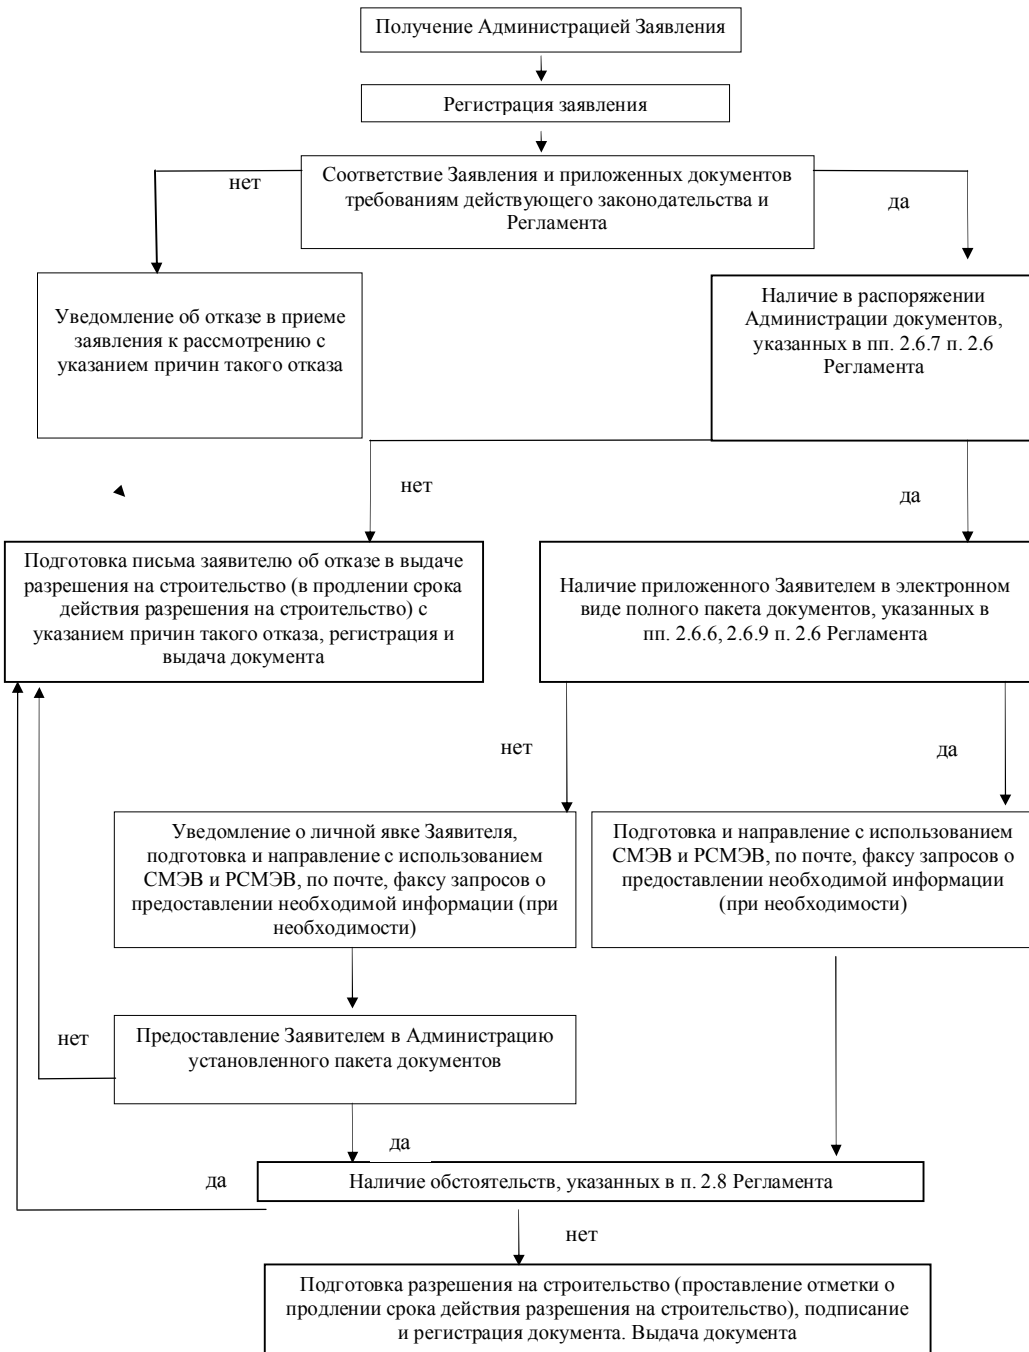 Получение Администрацией Заявления
Регистрация заявления
нет
Соответствие Заявления и приложенных документов
требованиям действующего законодательства и
Регламента
да
Уведомление об отказе в приеме
заявления к рассмотрению с
указанием причин такого отказа
Наличие в распоряжении
Администрации документов,
указанных в пп. 2.6.7 п. 2.6
Регламента
нет
да
Подготовка письма заявителю об отказе в выдаче
разрешения на строительство (в продлении срока
действия разрешения на строительство) с
указанием причин такого отказа, регистрация и
выдача документа
Наличие приложенного Заявителем в электронном
виде полного пакета документов, указанных в
пп. 2.6.6, 2.6.9 п. 2.6 Регламента
нет
да
Уведомление о личной явке Заявителя,
подготовка и направление с использованием
СМЭВ и РСМЭВ, по почте, факсу запросов о
предоставлении необходимой информации (при
необходимости)
Подготовка и направление с использованием
СМЭВ и РСМЭВ, по почте, факсу запросов о
предоставлении необходимой информации
(при необходимости)
нет
Предоставление Заявителем в Администрацию
установленного пакета документов
да
да
Наличие обстоятельств, указанных в п. 2.8 Регламента
нет
Подготовка разрешения на строительство (проставление отметки о
продлении срока действия разрешения на строительство), подписание
и регистрация документа. Выдача документа